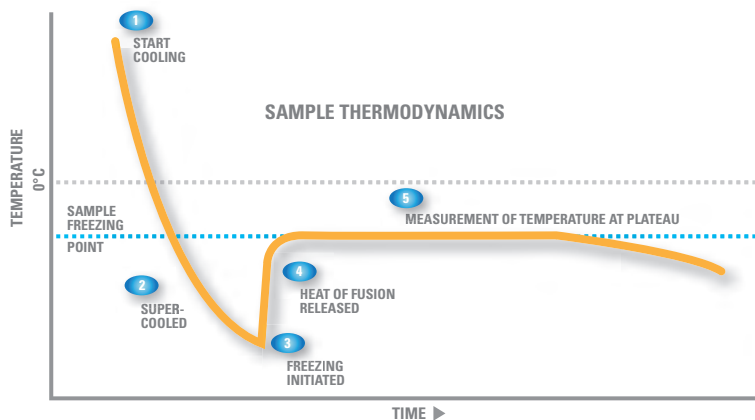 1
START
COOLING
SAMPLE THERMODYNAMICS
TEMPERATURE
0°C
5
MEASUREMENT OF TEMPERATURE AT PLATEAU
SAMPLE
FREEZING
POINT
2
SUPER-
COOLED
4
HEAT OF FUSION
RELEASED
3
FREEZING
INITIATED
TIME ▶